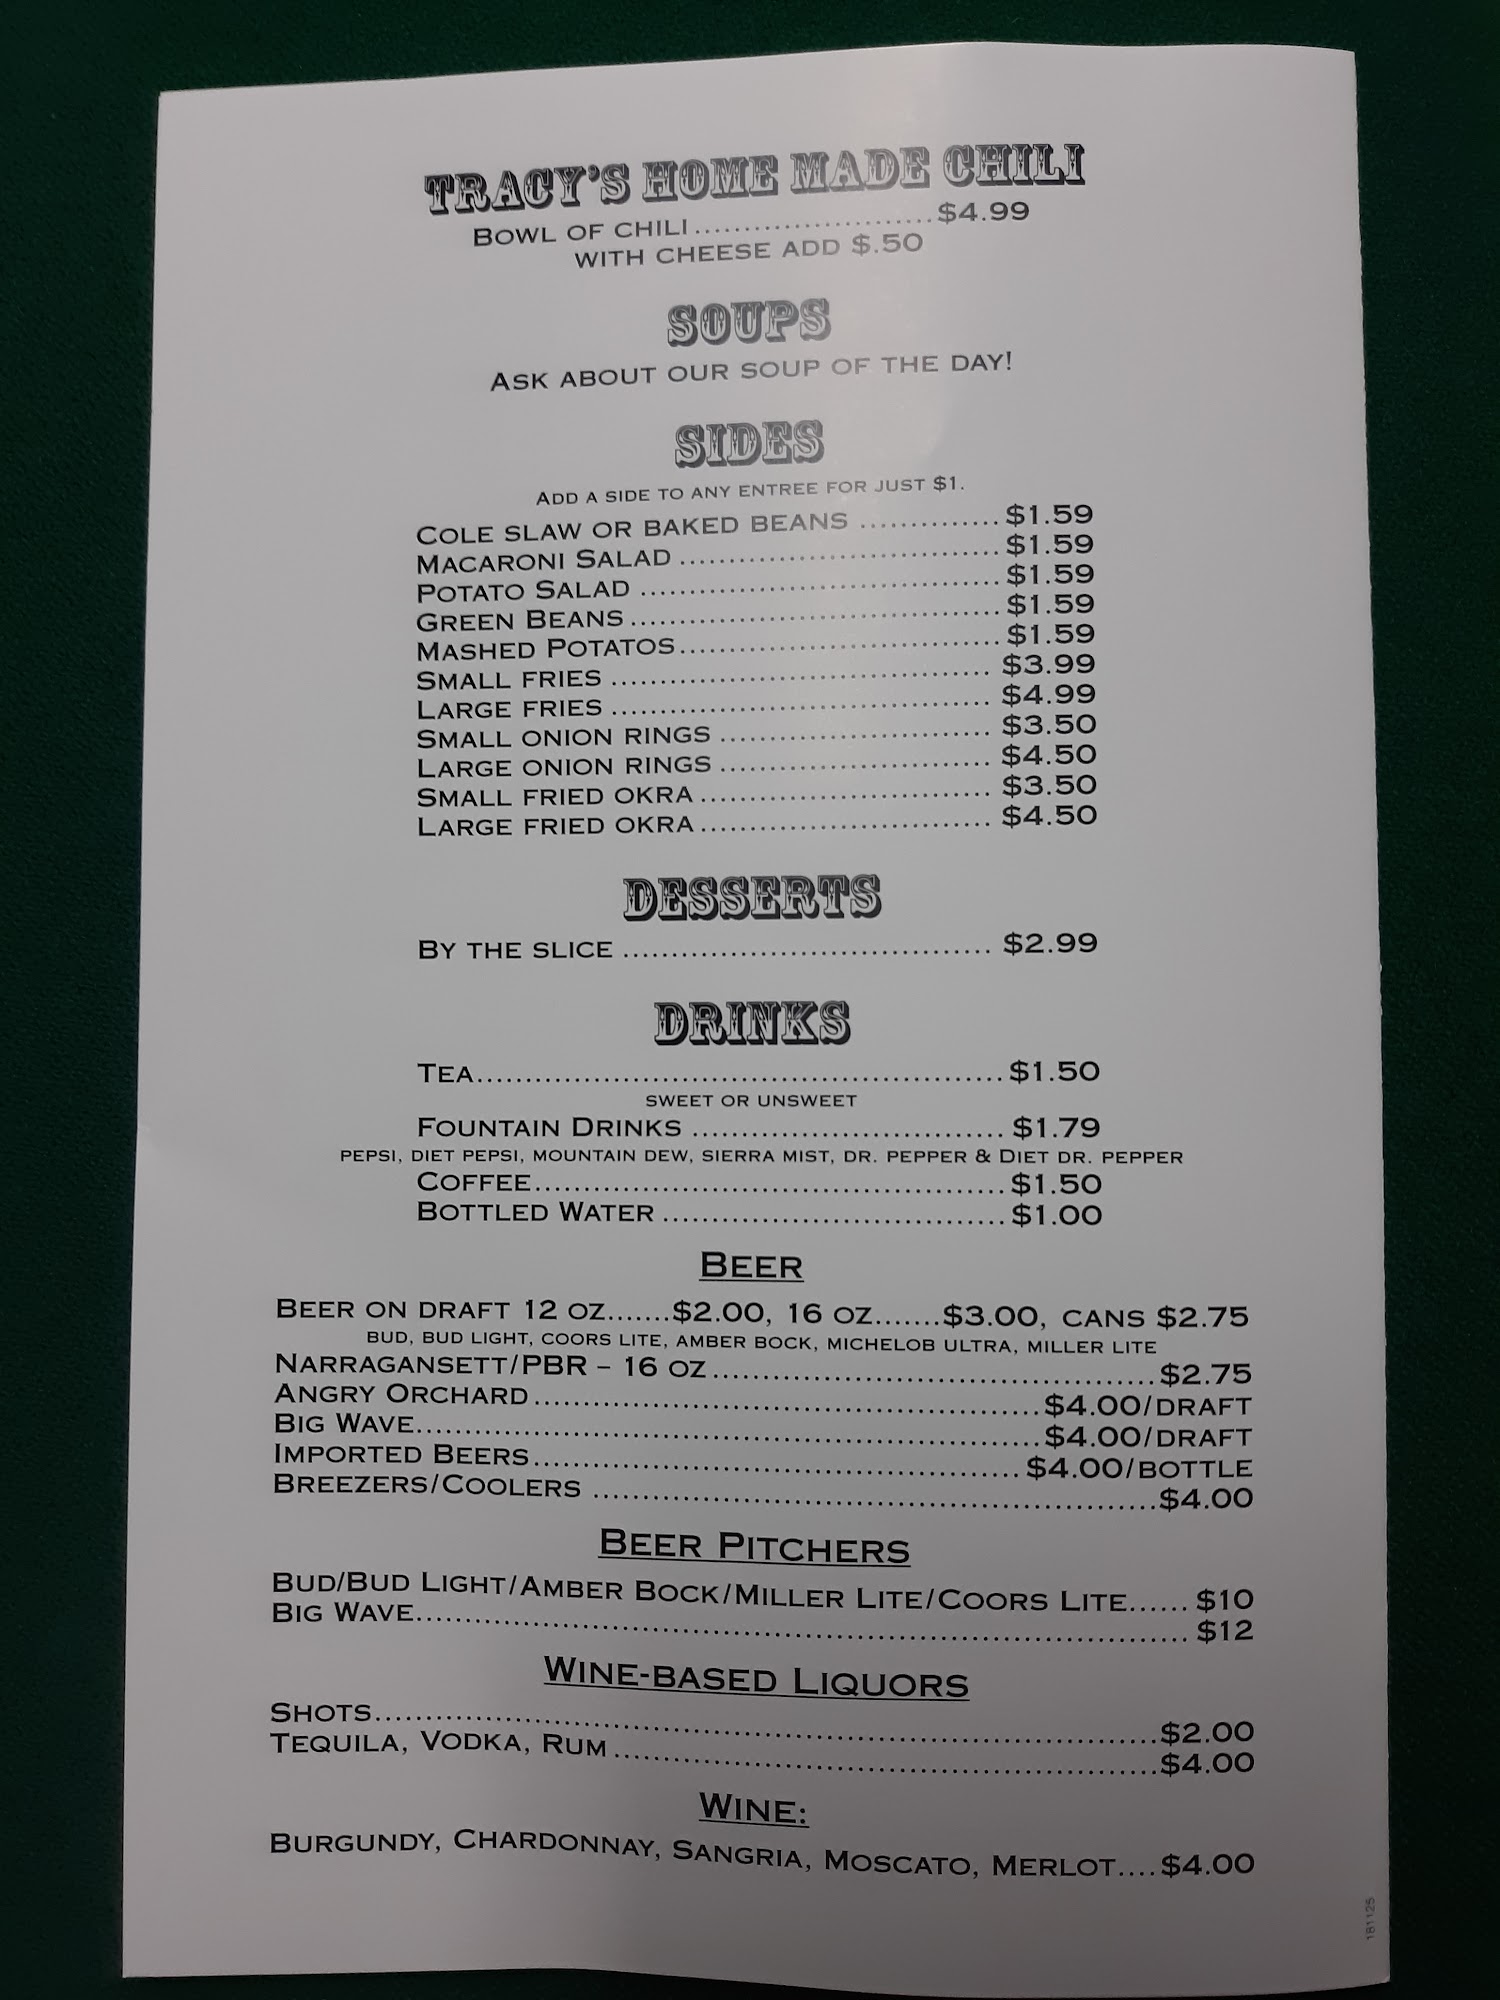 TRACY'S HOME MADE CHILI
BOWL OF CHILI........................$4.99
WITH CHEESE ADD $.50
SOUPS
ASK ABOUT OUR SOUP OF THE DAY!
SIDES
ADD A SIDE TO ANY ENTREE FOR JUST $1.
COLE SLAW OR BAKED BEANS .............. $1.59
MACARONI SALAD ................................. $1.59
POTATO SALAD ..................................... $1.59
GREEN BEANS ...................................... $1.59
MASHED POTATOS................................. $1.59
SMALL FRIES ....................................... $3.99
LARGE FRIES ....................................... $4.99
SMALL ONION RINGS ............................ $3.50
LARGE ONION RINGS ............................ $4.50
SMALL FRIED OKRA .............................. $3.50
LARGE FRIED OKRA .............................. $4.50
DESSERTS
BY THE SLICE ...................................... $2.99
DRINKS
TEA...................................................... $1.50
SWEET OR UNSWEET
FOUNTAIN DRINKS ................................ $1.79
PEPSI, DIET PEPSI, MOUNTAIN DEW, SIERRA MIST, DR. PEPPER & DIET DR. PEPPER
COFFEE................................................ $1.50
BOTTLED WATER ................................... $1.00
BEER
BEER ON DRAFT 12 OZ.......$2.00, 16 OZ.......$3.00, CANS $2.75
BUD, BUD LIGHT, COORS LITE, AMBER BOCK, MICHELOB ULTRA, MILLER LITE
NARRAGANSETT/PBR – 16 OZ.............................................$2.75
ANGRY ORCHARD....................................................$4.00/DRAFT
BIG WAVE................................................................$4.00/DRAFT
IMPORTED BEERS.................................................. $4.00/BOTTLE
BREEZERS/COOLERS .........................................................$4.00
BEER PITCHERS
BUD/BUD LIGHT/AMBER BOCK/MILLER LITE/COORS LITE...... $10
BIG WAVE............................................................................... $12
WINE-BASED LIQUORS
SHOTS................................................................................$2.00
TEQUILA, VODKA, RUM .......................................................$4.00
WINE:
BURGUNDY, CHARDONNAY, SANGRIA, MOSCATO, MERLOT....$4.00
181125